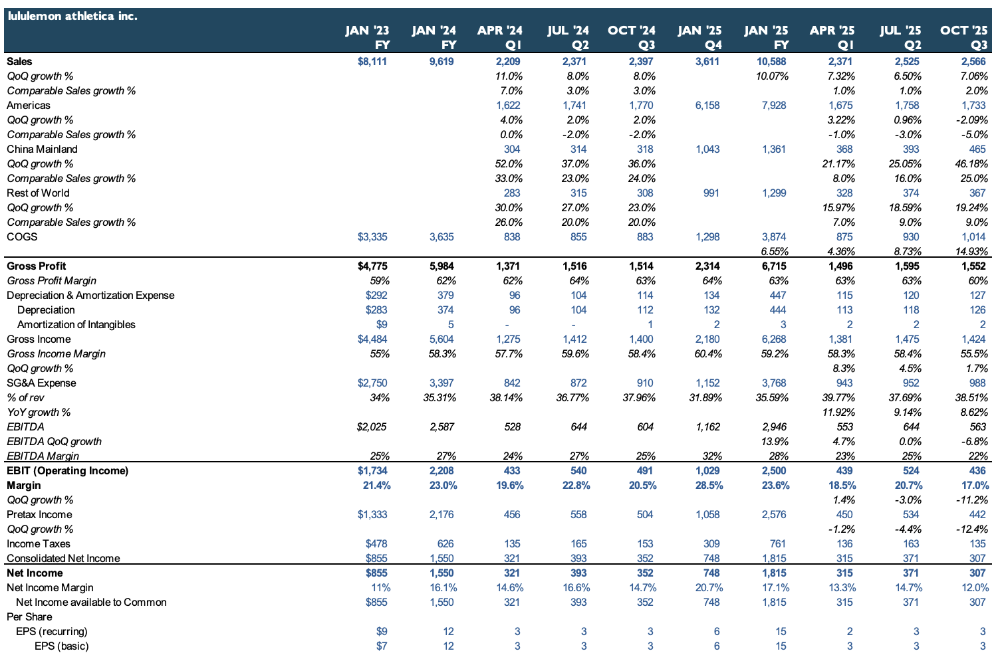 lululemon athletica inc.
JAN '23 JAN '24 APR '24 JUL '24 OCT '24 JAN '25 JAN '25 APR '25 JUL '25 OCT '25
FY FY Q1 Q2 Q3 Q4 FY Q1 Q2 Q3
Sales $8,111 9,619 2,209 2,371 2,397 3,611 10,588 2,371 2,525 2,566
QoQ growth % 11.0% 8.0% 8.0% 10.07% 7.32% 6.50% 7.06%
Comparable Sales growth % 7.0% 3.0% 3.0% 1.0% 1.0% 2.0%
Americas 1,622 1,741 1,770 6,158 7,928 1,675 1,758 1,733
QoQ growth % 4.0% 2.0% 2.0% 3.22% 0.96% -2.09%
Comparable Sales growth % 0.0% -2.0% -2.0% -1.0% -3.0% -5.0%
China Mainland 304 314 318 1,043 1,361 368 393 465
QoQ growth % 52.0% 37.0% 36.0% 21.17% 25.05% 46.18%
Comparable Sales growth % 33.0% 23.0% 24.0% 8.0% 16.0% 25.0%
Rest of World 283 315 308 991 1,299 328 374 367
QoQ growth % 30.0% 27.0% 23.0% 15.97% 18.59% 19.24%
Comparable Sales growth % 26.0% 20.0% 20.0% 7.0% 9.0% 9.0%
COGS $3,335 3,635 838 855 883 1,298 3,874 875 930 1,014
6.55% 4.36% 8.73% 14.93%
Gross Profit $4,775 5,984 1,371 1,516 1,514 2,314 6,715 1,496 1,595 1,552
Gross Profit Margin 59% 62% 62% 64% 63% 64% 63% 63% 63% 60%
Depreciation & Amortization Expense $292 379 96 104 114 134 447 115 120 127
Depreciation $283 374 96 104 112 132 444 113 118 126
Amortization of Intangibles $9 5 - - 1 2 3 2 2 2
Gross Income $4,484 5,604 1,275 1,412 1,400 2,180 6,268 1,381 1,475 1,424
Gross Income Margin 55% 58.3% 57.7% 59.6% 58.4% 60.4% 59.2% 58.3% 58.4% 55.5%
QoQ growth % 8.3% 4.5% 1.7%
SG&A Expense $2,750 3,397 842 872 910 1,152 3,768 943 952 988
% of rev 34% 35.31% 38.14% 36.77% 37.96% 31.89% 35.59% 39.77% 37.69% 38.51%
YoY growth % 11.92% 9.14% 8.62%
EBITDA $2,025 2,587 528 644 604 1,162 2,946 553 644 563
EBITDA QoQ growth 13.9% 4.7% 0.0% -6.8%
EBITDA Margin 25% 27% 24% 27% 25% 32% 28% 23% 25% 22%
EBIT (Operating Income) $1,734 2,208 433 540 491 1,029 2,500 439 524 436
Margin 21.4% 23.0% 19.6% 22.8% 20.5% 28.5% 23.6% 18.5% 20.7% 17.0%
QoQ growth % 1.4% -3.0% -11.2%
Pretax Income $1,333 2,176 456 558 504 1,058 2,576 450 534 442
QoQ growth % -1.2% -4.4% -12.4%
Income Taxes $478 626 135 165 153 309 761 136 163 135
Consolidated Net Income $855 1,550 321 393 352 748 1,815 315 371 307
Net Income $855 1,550 321 393 352 748 1,815 315 371 307
Net Income Margin 11% 16.1% 14.6% 16.6% 14.7% 20.7% 17.1% 13.3% 14.7% 12.0%
Net Income available to Common $855 1,550 321 393 352 748 1,815 315 371 307
Per Share
EPS (recurring) $9 12 3 3 3 6 15 2 3 3
EPS (basic) $7 12 3 3 3 6 15 3 3 3